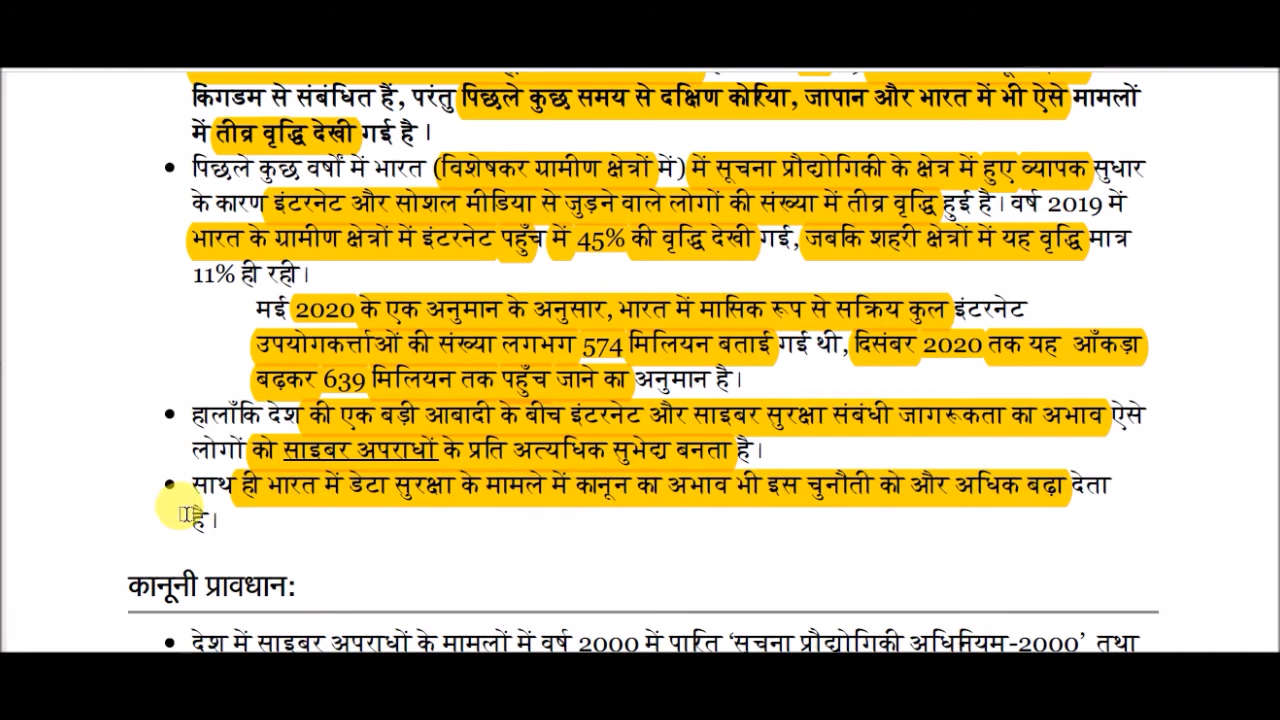 किंगडम से संबंधित हैं, परंतु पिछले कुछ समय से दक्षिण कोरिया, जापान और भारत में भी ऐसे मामलों
में तीव्र वृद्धि देखी गई है।
• पिछले कुछ वर्षों में भारत (विशेषकर ग्रामीण क्षेत्रों में) में सूचना प्रौद्योगिकी के क्षेत्र में हुए व्यापक सुधार
के कारण इंटरनेट और सोशल मीडिया से जुड़ने वाले लोगों की संख्या में तीव्र वृद्धि हुई है। वर्ष 2019 में
भारत के ग्रामीण क्षेत्रों में इंटरनेट पहुँच में 45% की वृद्धि देखी गई, जबकि शहरी क्षेत्रों में यह वृद्धि मात्र
11% ही रही।
मई 2020 के एक अनुमान के अनुसार, भारत में मासिक रूप से सक्रिय कुल इंटरनेट
उपयोगकर्त्ताओं की संख्या लगभग 574 मिलियन बताई गई थी, दिसंबर 2020 तक यह आँकड़ा
बढ़कर 639 मिलियन तक पहुँच जाने का अनुमान है।
• हालाँकि देश की एक बड़ी आबादी के बीच इंटरनेट और साइबर सुरक्षा संबंधी जागरूकता का अभाव ऐसे
लोगों को साइबर अपराधों के प्रति अत्यधिक सुभेद्य बनता है।
• साथ ही भारत में डेटा सुरक्षा के मामले में कानून का अभाव भी इस चुनौती को और अधिक बढ़ा देता
है।
कानूनी प्रावधान:
• देश में साइबर अपराधों के मामलों में वर्ष 2000 में पारित ‘सूचना प्रौद्योगिकी अधिनियम-2000’ तथा